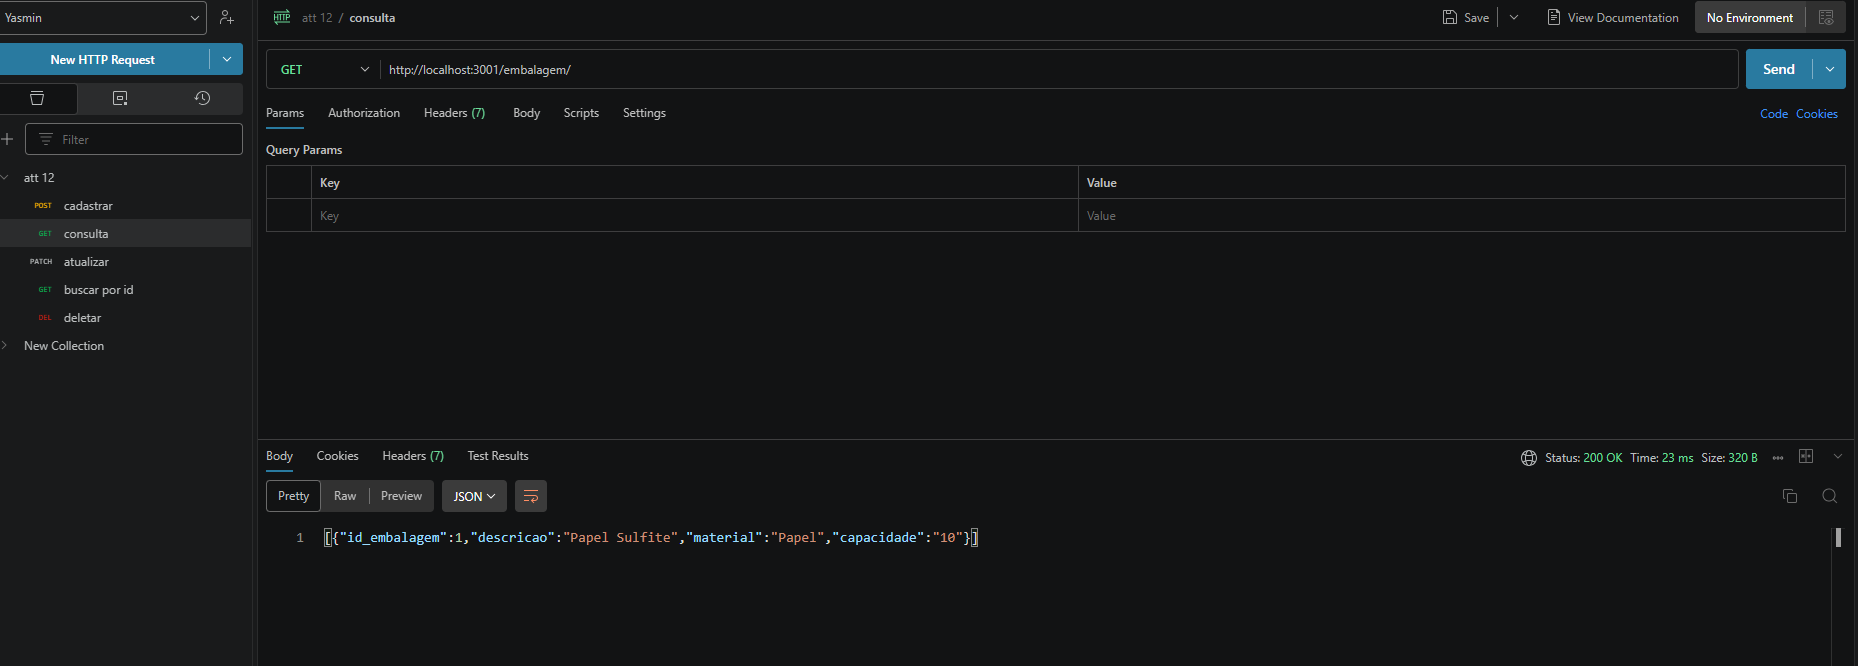 Yasmin
New HTTP Request
Filter
att 12
POST cadastrar
GET consulta
PATCH atualizar
GET buscar por id
DEL deletar
New Collection
HTTP att 12 / consulta
Save
View Documentation
No Environment
GET http://localhost:3001/embalagem/
Send
Params Authorization Headers (7) Body Scripts Settings
Code Cookies
Query Params
Key Value
Key Value
Body Cookies Headers (7) Test Results
Status: 200 OK Time: 23 ms Size: 320 B
Pretty Raw Preview JSON
1 [{"id_embalagem":1,"descricao":"Papel Sulfite","material":"Papel","capacidade":"10"}]